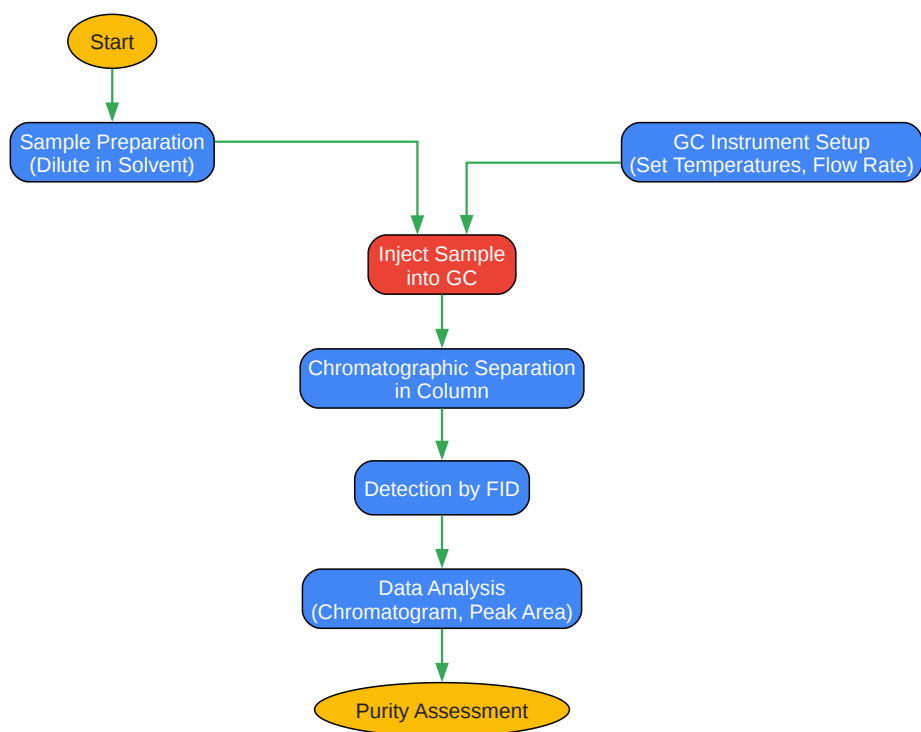 Start
Sample Preparation
(Dilute in Solvent)
GC Instrument Setup
(Set Temperatures, Flow Rate)
Inject Sample
into GC
Chromatographic Separation
in Column
Detection by FID
Data Analysis
(Chromatogram, Peak Area)
Purity Assessment